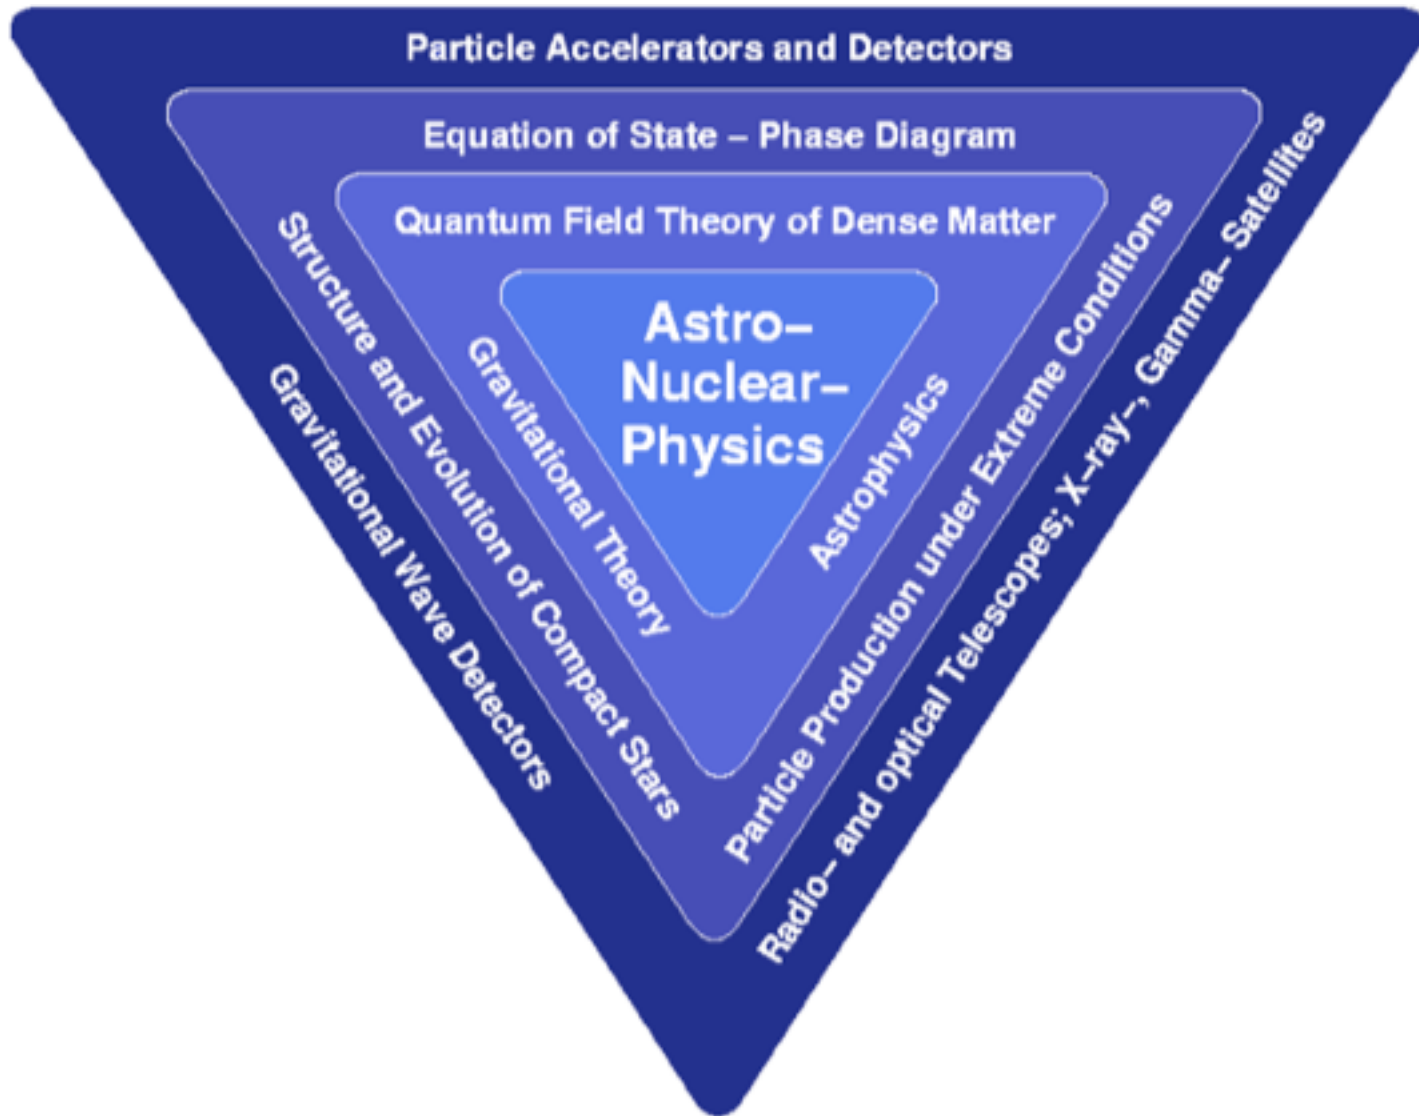 Particle Accelerators and Detectors
Equation of State – Phase Diagram
Quantum Field Theory of Dense Matter
Astro–
Nuclear–
Physics
Gravitational Theory
Astrophysics
Structure and Evolution of Compact Stars
Particle Production under Extreme Conditions
Gravitational Wave Detectors
Radio– and optical Telescopes; X–ray–, Gamma– Satellites